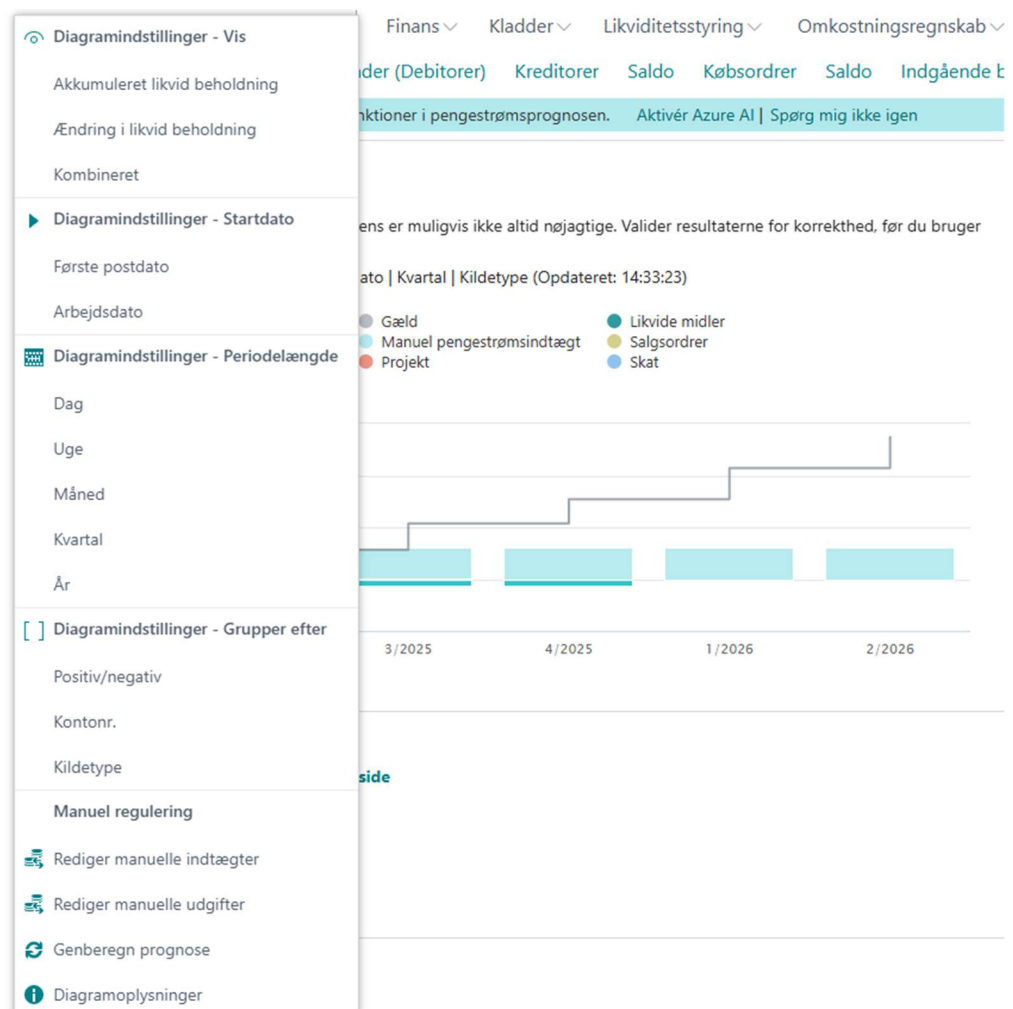 Diagramindstillinger - Vis
Akkumuleret likvid beholdning
Ændring i likvid beholdning
Kombineret
Diagramindstillinger - Startdato
Første postdato
Arbejdsdato
Diagramindstillinger - Periodelængde
Dag
Uge
Måned
Kvartal
År
Diagramindstillinger - Grupper efter
Positiv/negativ
Kontonr.
Kildetype
Manuel regulering
Rediger manuelle indtægter
Rediger manuelle udgifter
Genberegn prognose
Diagramoplysninger
Finans Kladder Likviditetsstyring Omkostningsregnskab
der (Debitorer) Kreditorer Saldo Købsordrer Saldo Indgående
nktioner i pengestrømsprognosen. Aktivér Azure AI | Spørg mig ikke igen
ens er muligvis ikke altid nøjagtige. Valider resultaterne for korrekthed, før du bruger
ato | Kvartal | Kildetype (Opdateret: 14:33:23)
Gæld Likvide midler
Manuel pengestrømsindtægt Salgsordrer
Projekt Skat
3/2025 4/2025 1/2026 2/2026
side